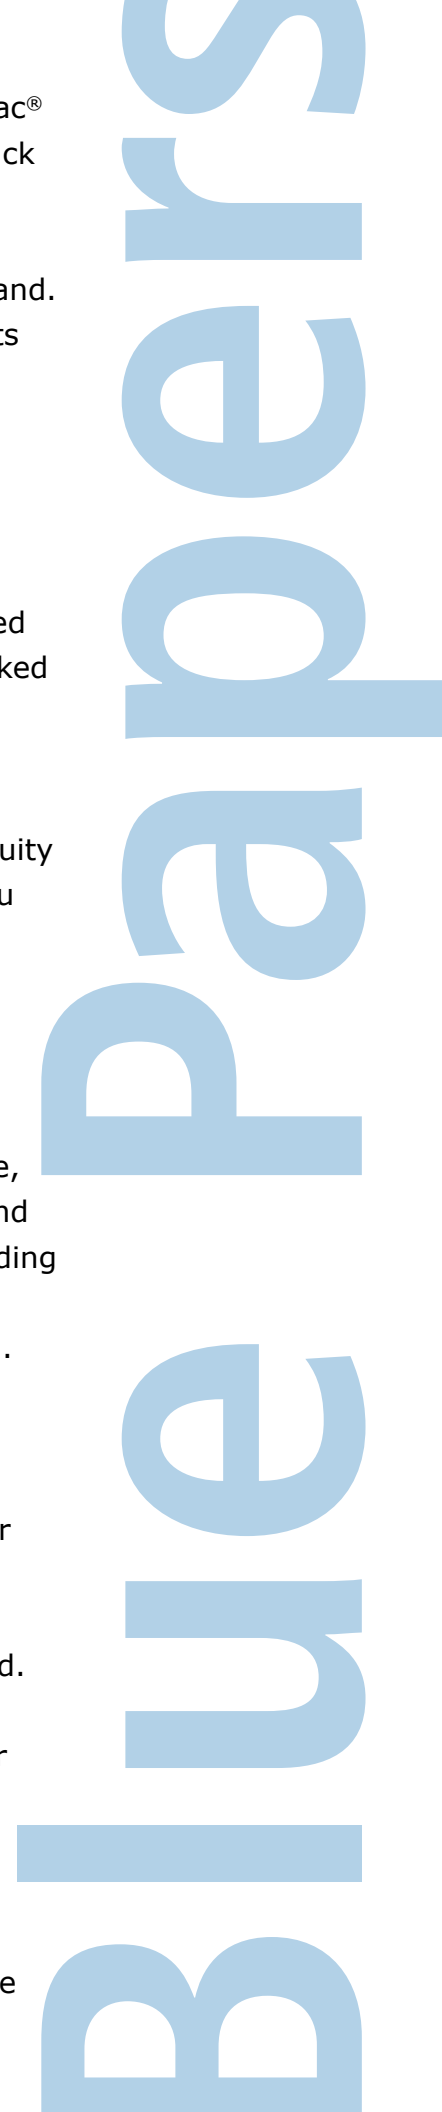 ac®
ck
and.
ts
ed
ked
uity
u
e,
nd
ding
.
r
d.
r
e
Blue Papers